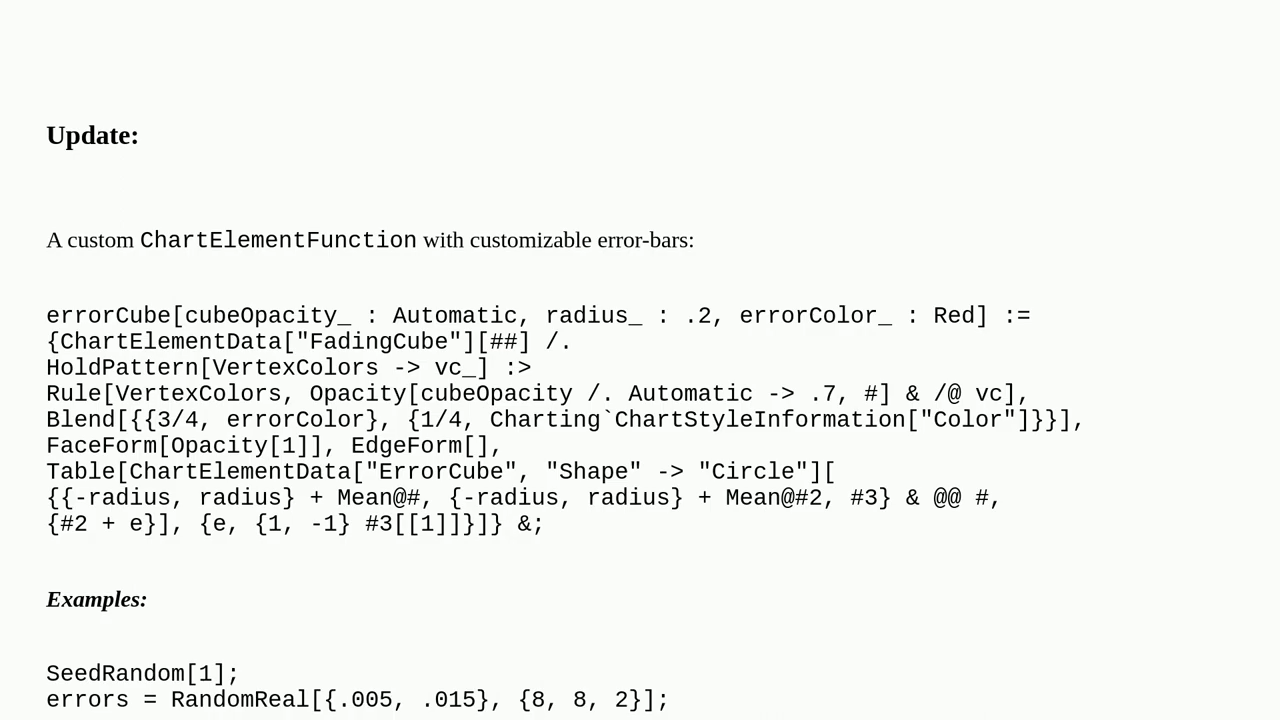 Update:
A custom ChartElementFunction with customizable error-bars:
errorCube[cubeOpacity_ : Automatic, radius_ : .2, errorColor_ : Red] :=
{ChartElementData["FadingCube"][##] /.
HoldPattern[VertexColors -> vc_] :>
Rule[VertexColors, Opacity[cubeOpacity /. Automatic -> .7, #] & /@ vc],
Blend[{{3/4, errorColor}, {1/4, Charting`ChartStyleInformation["Color"]}}],
FaceForm[Opacity[1]], EdgeForm[],
Table[ChartElementData["ErrorCube", "Shape" -> "Circle"][
{{-radius, radius} + Mean@#, {-radius, radius} + Mean@#2, #3} & @@ #,
{#2 + e}], {e, {1, -1} #3[[1]]}]} &;
Examples:
SeedRandom[1];
errors = RandomReal[{.005, .015}, {8, 8, 2}];